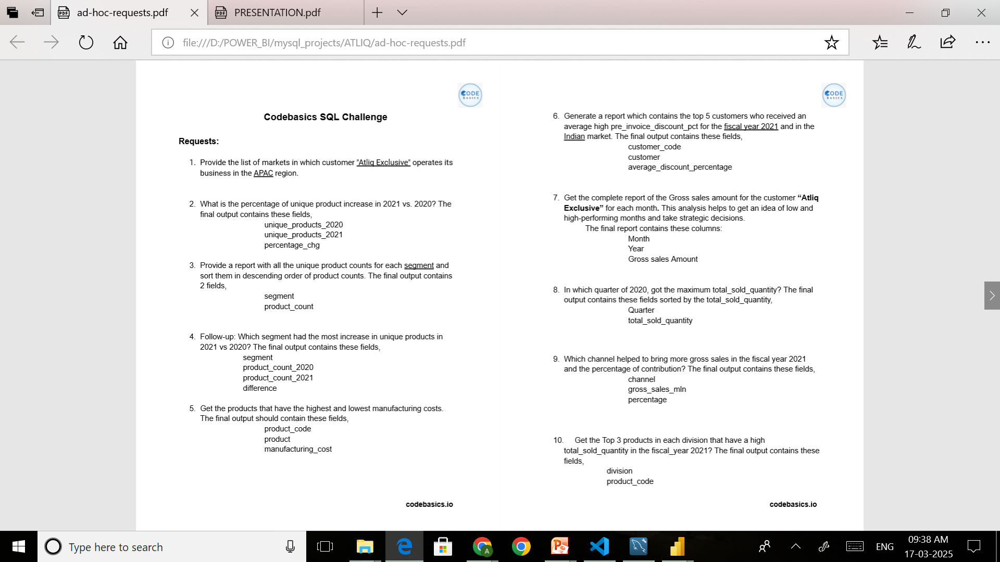 ad-hoc-requests.pdf
PRESENTATION.pdf
file:///D:/POWER_BI/mysql_projects/ATLIQ/ad-hoc-requests.pdf
CODE
BASICS
Codebasics SQL Challenge
Requests:
1. Provide the list of markets in which customer "Atliq Exclusive" operates its
business in the APAC region.
2. What is the percentage of unique product increase in 2021 vs. 2020? The
final output contains these fields,
unique_products_2020
unique_products_2021
percentage_chg
3. Provide a report with all the unique product counts for each segment and
sort them in descending order of product counts. The final output contains
2 fields,
segment
product_count
4. Follow-up: Which segment had the most increase in unique products in
2021 vs 2020? The final output contains these fields,
segment
product_count_2020
product_count_2021
difference
5. Get the products that have the highest and lowest manufacturing costs.
The final output should contain these fields,
product_code
product
manufacturing_cost
codebasics.io
CODE
BASICS
6. Generate a report which contains the top 5 customers who received an
average high pre_invoice_discount_pct for the fiscal year 2021 and in the
Indian market. The final output contains these fields,
customer_code
customer
average_discount_percentage
7. Get the complete report of the Gross sales amount for the customer “Atliq
Exclusive” for each month. This analysis helps to get an idea of low and
high-performing months and take strategic decisions.
The final report contains these columns:
Month
Year
Gross sales Amount
8. In which quarter of 2020, got the maximum total_sold_quantity? The final
output contains these fields sorted by the total_sold_quantity,
Quarter
total_sold_quantity
9. Which channel helped to bring more gross sales in the fiscal year 2021
and the percentage of contribution? The final output contains these fields,
channel
gross_sales_mln
percentage
10. Get the Top 3 products in each division that have a high
total_sold_quantity in the fiscal_year 2021? The final output contains these
fields,
division
product_code
codebasics.io
Type here to search
A
ENG
09:38 AM
17-03-2025